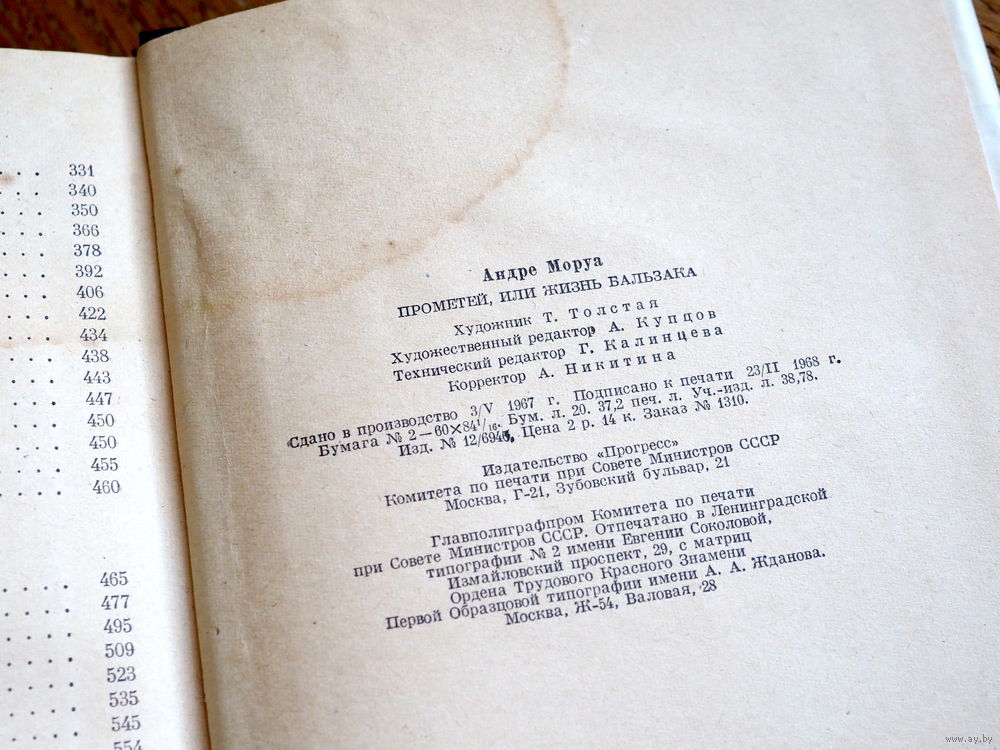 . . . 331
. . . 340
. . . 350
. . . 366
. . . 378
. . . 392
. . . 406
. . . 422
. . . 434
. . . 438
. . . 443
. . . 447
. . . 450
. . . 450
. . . 455
. . . 460
. . . . 465
. . . . 477
. . . . 495
. . . . 509
. . . . 523
. . . . 535
. . . . 545
554
Андре Моруа
ПРОМЕТЕЙ, ИЛИ ЖИЗНЬ БАЛЬЗАКА
Художник Т. Толстая
Художественный редактор А. Купцов
Технический редактор Г. Калинцева
Корректор А. Никитина
Сдано в производство 3/V 1967 г. Подписано к печати 23/II 1968 г.
Бумага № 2—60×84¹/₁₆. Бум. л. 20. 37,2 печ. л. Уч.-изд. л. 38,78.
Изд. № Цена 2 р. 14 к. Заказ № 1310.
Издательство «Прогресс»
Комитета по печати при Совете Министров СССР
Москва, Г-21, Зубовский бульвар, 21
Главполиграфпром Комитета по печати
при Совете Министров СССР. Отпечатано в Ленинградской
типографии № 2 имени Евгении Соколовой,
Измайловский проспект, 29, с матриц
Ордена Трудового Красного Знамени
Первой Образцовой типографии имени А. А. Жданова.
Москва, Ж-54, Валовая, 28
www.ay.by